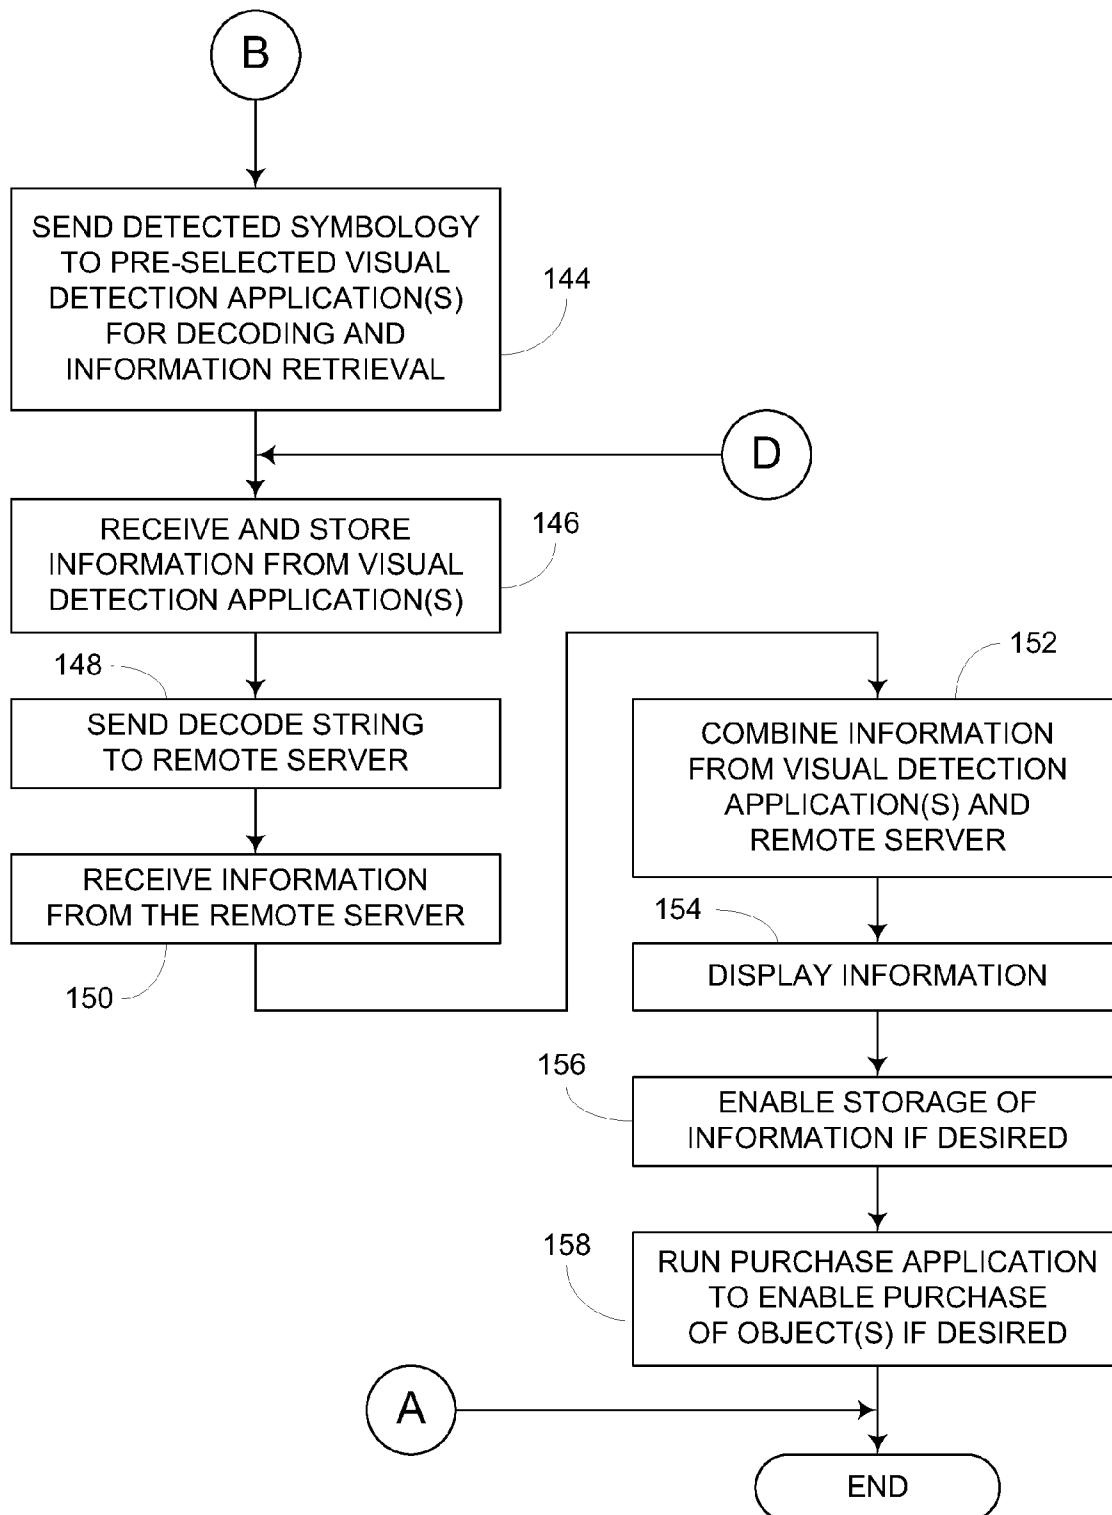 B
SEND DETECTED SYMBOLOGY
TO PRE-SELECTED VISUAL
DETECTION APPLICATION(S)
FOR DECODING AND
INFORMATION RETRIEVAL
144
D
RECEIVE AND STORE
INFORMATION FROM VISUAL
DETECTION APPLICATION(S)
146
148
SEND DECODE STRING
TO REMOTE SERVER
RECEIVE INFORMATION
FROM THE REMOTE SERVER
150
152
COMBINE INFORMATION
FROM VISUAL DETECTION
APPLICATION(S) AND
REMOTE SERVER
154
DISPLAY INFORMATION
156
ENABLE STORAGE OF
INFORMATION IF DESIRED
158
RUN PURCHASE APPLICATION
TO ENABLE PURCHASE
OF OBJECT(S) IF DESIRED
A
END